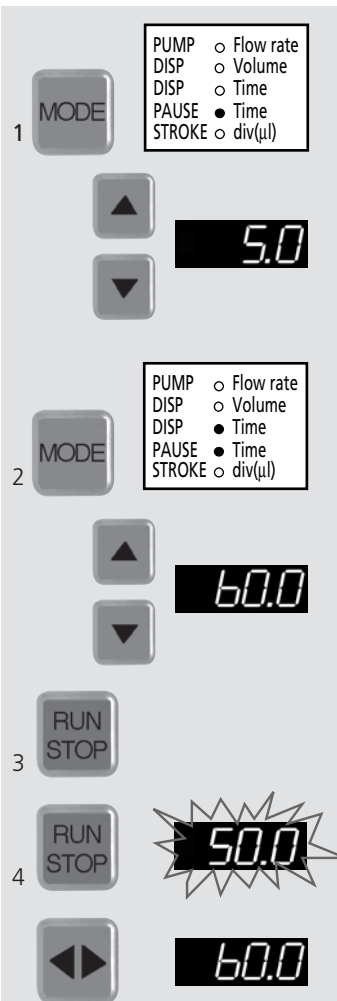 PUMP ○ Flow rate
DISP ○ Volume
DISP ○ Time
PAUSE ● Time
STROKE ○ div(µl)
1 MODE
5.0
PUMP ○ Flow rate
DISP ○ Volume
DISP ● Time
PAUSE ● Time
STROKE ○ div(µl)
2 MODE
60.0
RUN
STOP
3
RUN
STOP
4
50.0
60.0